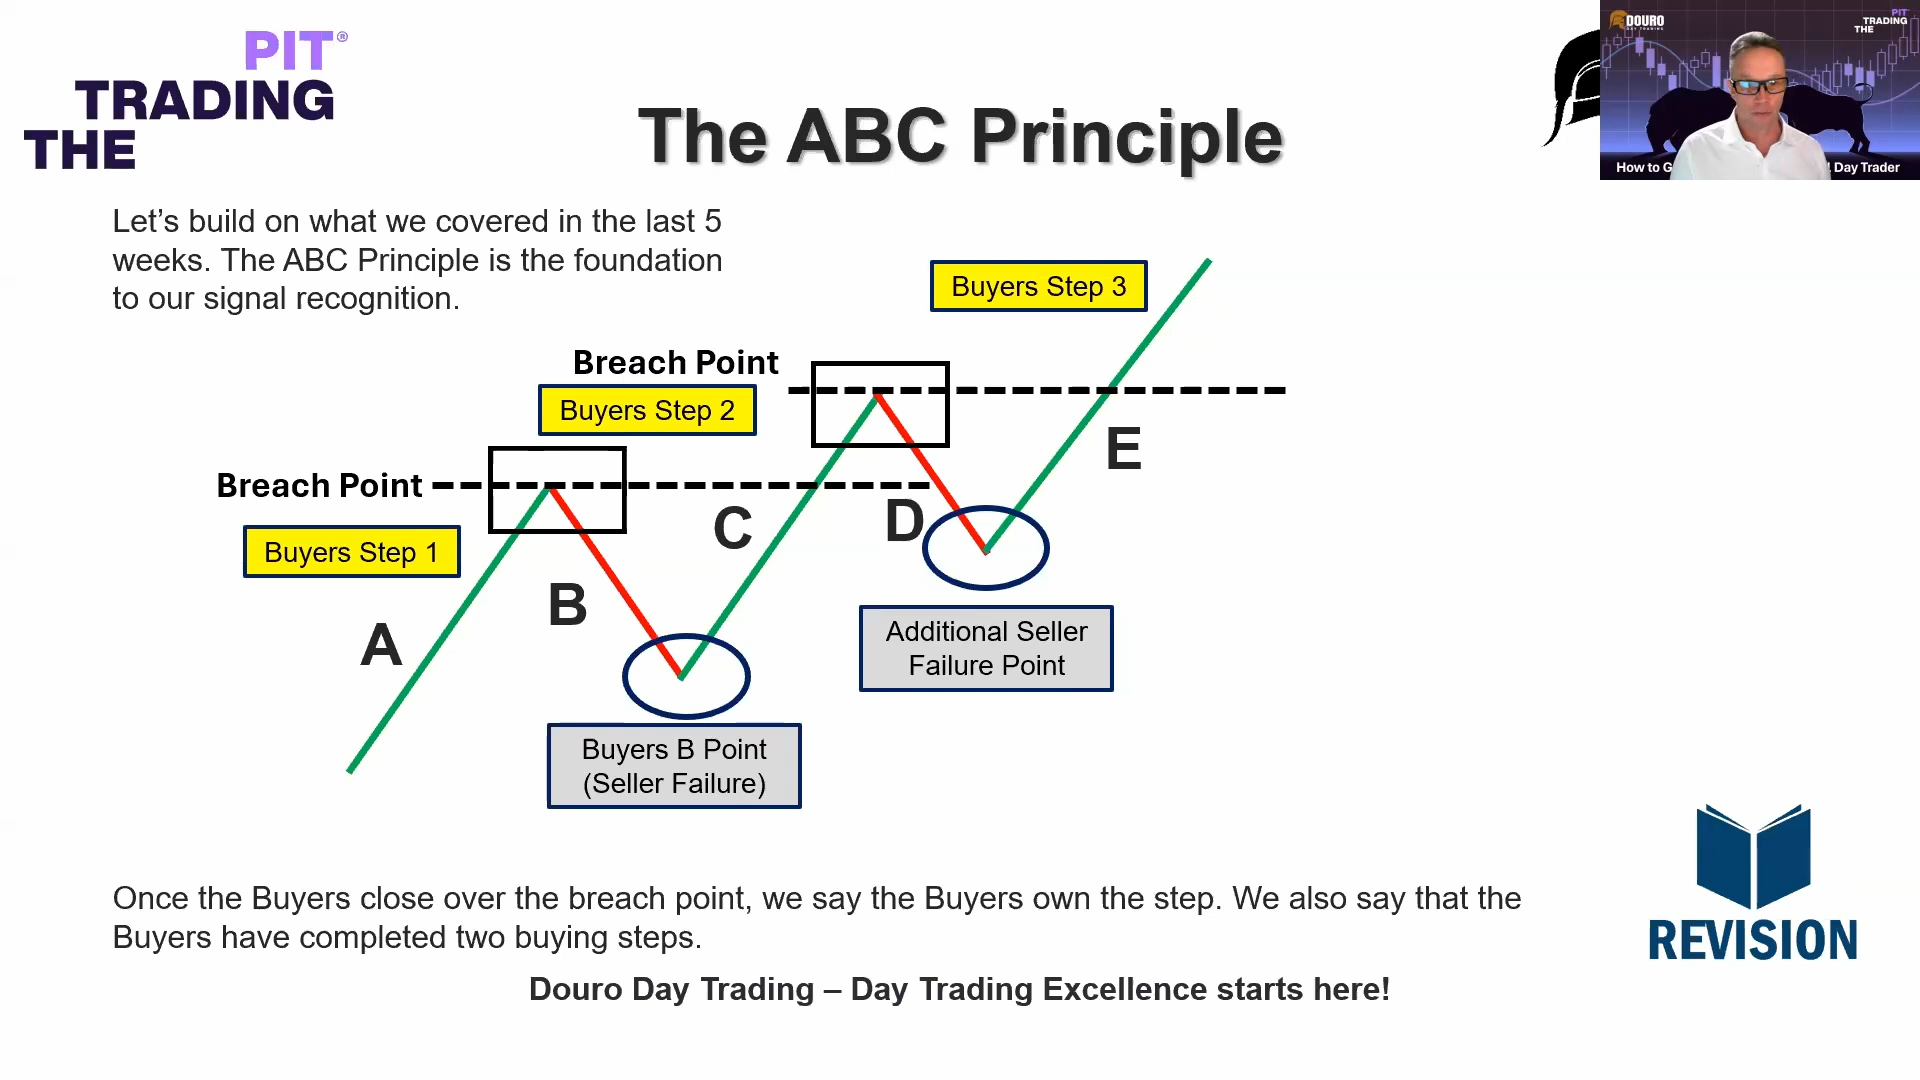 PIT®
TRADING
THE
The ABC Principle
DOURO
DAY TRADING
PIT
TRADING
THE
How to G
Day Trader
Let’s build on what we covered in the last 5
weeks. The ABC Principle is the foundation
to our signal recognition.
Buyers Step 3
Breach Point
Buyers Step 2
E
Breach Point
C
D
Buyers Step 1
B
A
Additional Seller
Failure Point
Buyers B Point
(Seller Failure)
Once the Buyers close over the breach point, we say the Buyers own the step. We also say that the
Buyers have completed two buying steps.
REVISION
Douro Day Trading – Day Trading Excellence starts here!